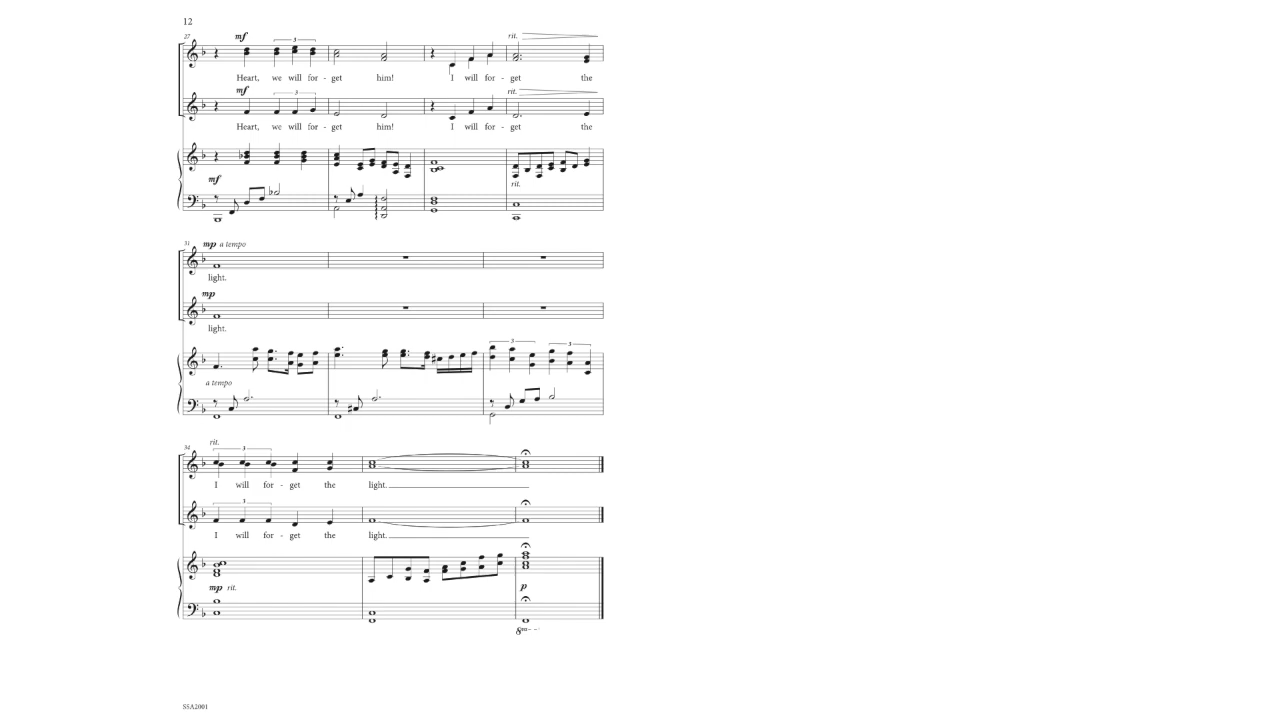 12
27
mf
3
rit.
Heart, we will for - get him! I will for - get the
mf
3
rit.
Heart, we will for - get him! I will for - get the
mf
rit.
31
mp a tempo
light.
mp
light.
a tempo
3 3
34
rit.
3
I will for - get the light.
3
I will for - get the light.
mp rit.
p
8va
SSA2001